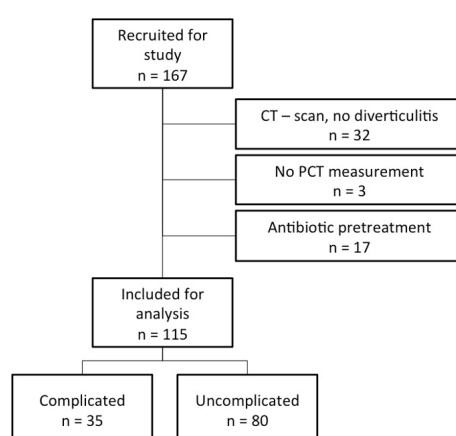 Recruited for
study
n = 167
CT – scan, no diverticulitis
n = 32
No PCT measurement
n = 3
Antibiotic pretreatment
n = 17
Included for
analysis
n = 115
Complicated
n = 35
Uncomplicated
n = 80